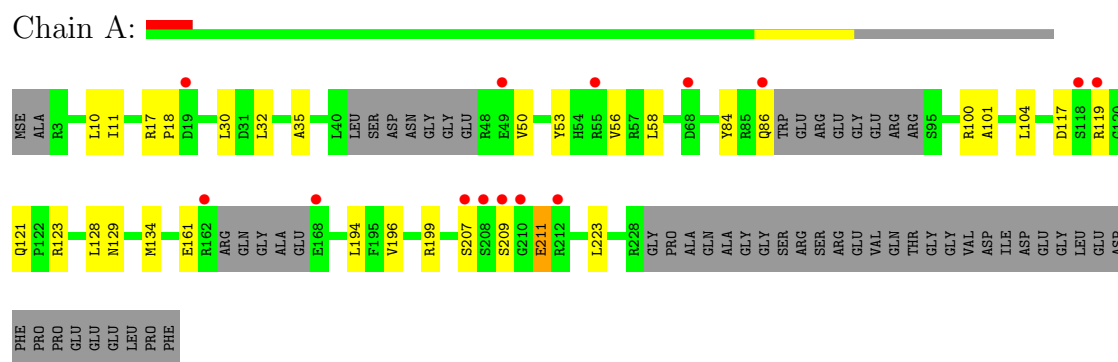 Chain A:
MSE ALA R3 L10 I11 R17 P18 D19 L30 D31 L32 A35 L40 LEU SER ASP ASN GLY GLY GLU R48 E49 V50 Y53 H54 R55 V56 R57 L58 D68 Y84 R85 Q86 TRP GLU ARG GLU GLY GLU ARG ARG S95 R100 A101 L104 D117 S118 R119 G120
Q121 P122 R123 L128 N129 M134 E161 R162 ARG GLN GLY ALA GLU E168 L194 F195 V196 R199 S207 S208 S209 G210 E211 R212 L223 R228 GLY PRO ALA GLN ALA GLY GLY SER ARG SER ARG GLU VAL GLN THR GLY GLY VAL ASP ILE ASP GLU GLY LEU GLU ASP
PHE PRO PRO GLU GLU GLU LEU PRO PHE